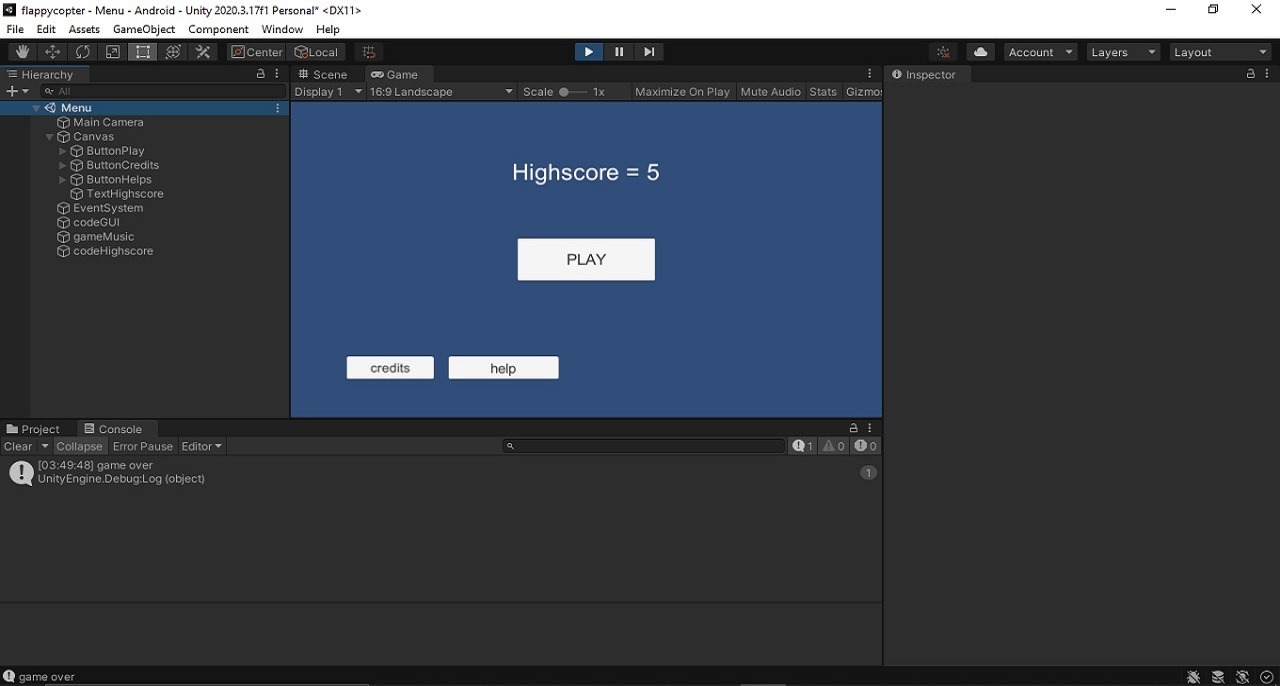 flappycopter - Menu - Android - Unity 2020.3.17f1 Personal* <DX11>
File Edit Assets GameObject Component Window Help
Center Local Account Layers Layout
Hierarchy
All
Menu
Main Camera
Canvas
ButtonPlay
ButtonCredits
ButtonHelps
TextHighscore
EventSystem
codeGUI
gameMusic
codeHighscore
Scene Game
Display 1 16:9 Landscape Scale 1x Maximize On Play Mute Audio Stats Gizmos
Highscore = 5
PLAY
credits help
Inspector
Project Console
Clear Collapse Error Pause Editor 1 0 0
[03:49:48] game over
UnityEngine.Debug:Log (object)
1
game over